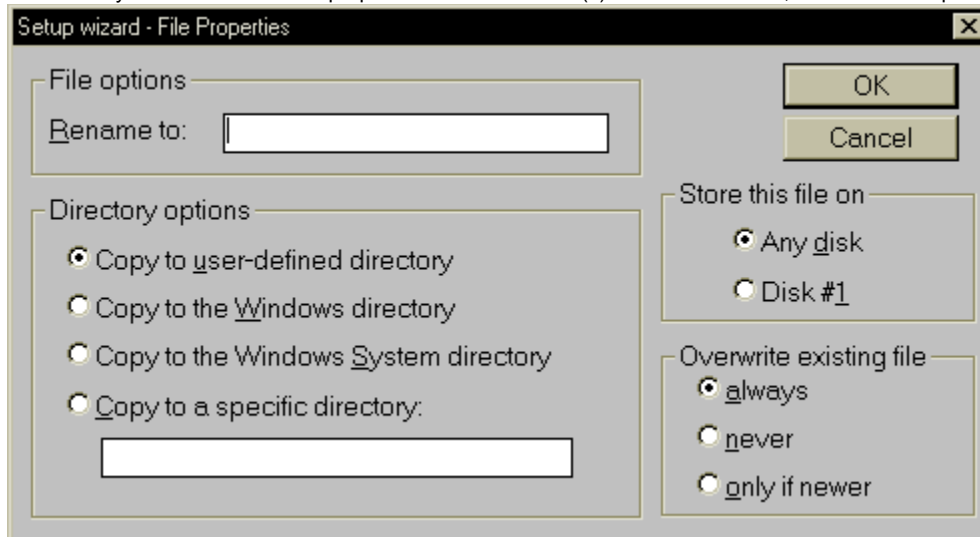 Setup wizard - File Properties
File options
Rename to:
OK
Cancel
Directory options
Copy to user-defined directory
Copy to the Windows directory
Copy to the Windows System directory
Copy to a specific directory:
Store this file on
Any disk
Disk #1
Overwrite existing file
always
never
only if newer